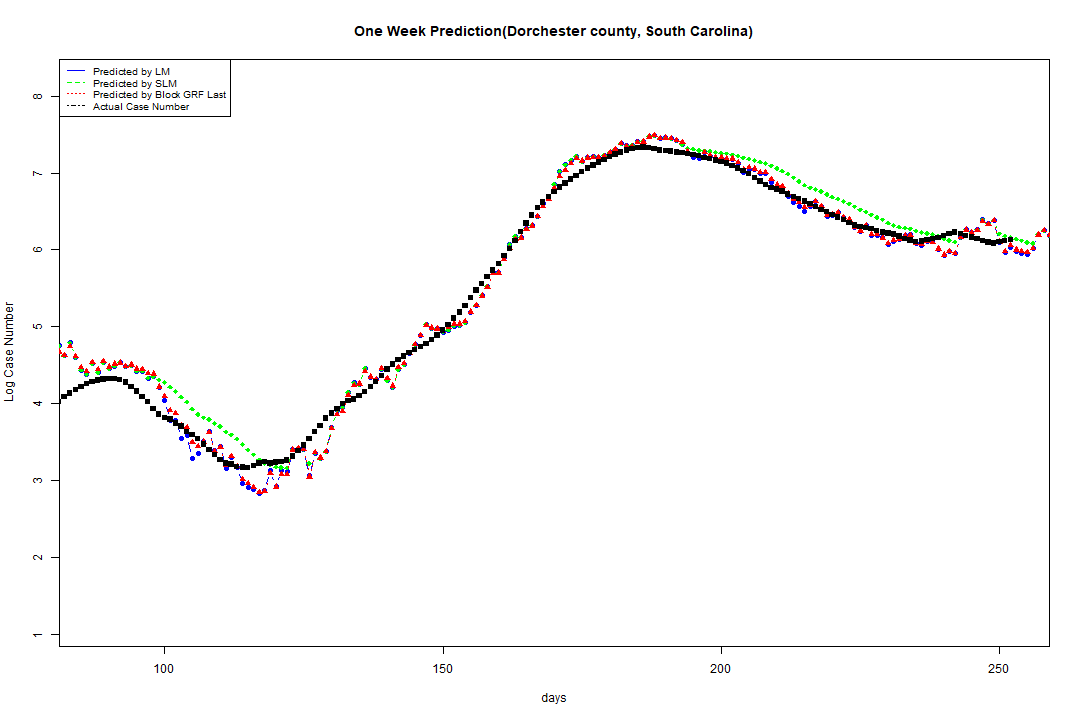 One Week Prediction(Dorchester county, South Carolina)
Predicted by LM
Predicted by SLM
Predicted by Block GRF Last
Actual Case Number
8
7
6
5
4
3
2
1
Log Case Number
100
150
200
250
days